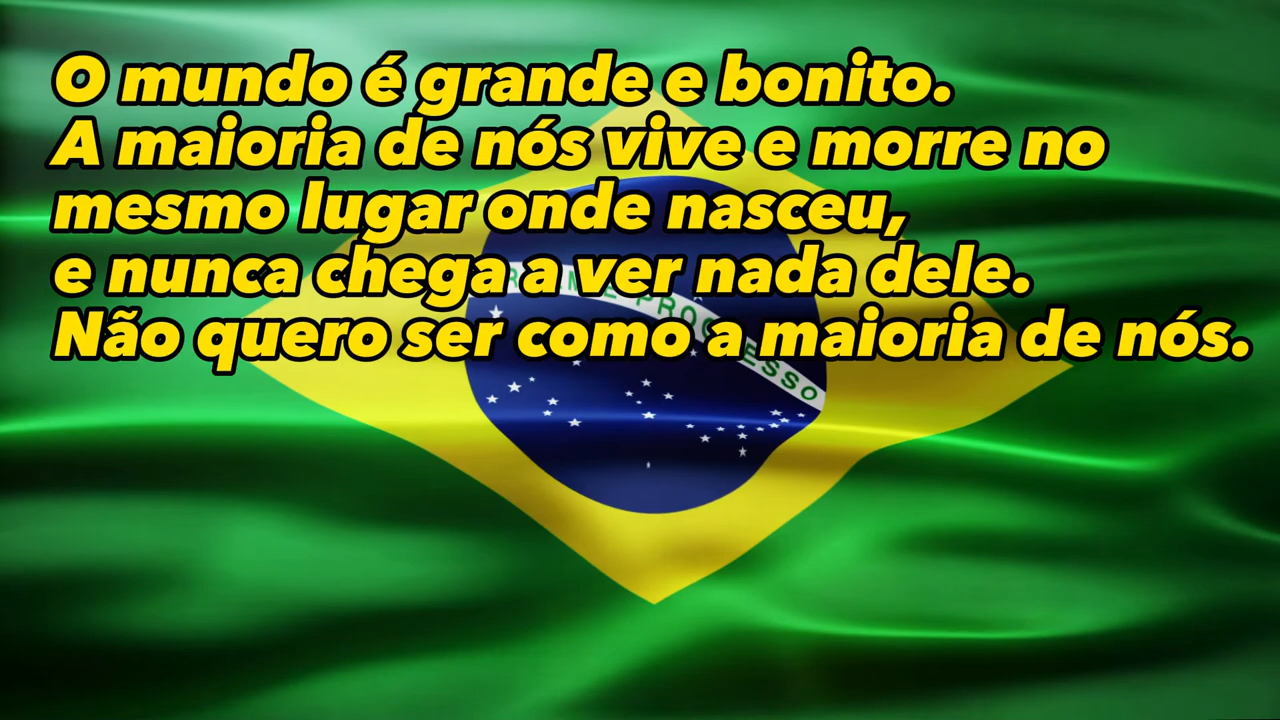 O mundo é grande e bonito.
A maioria de nós vive e morre no
mesmo lugar onde nasceu,
e nunca chega a ver nada dele.
Não quero ser como a maioria de nós.